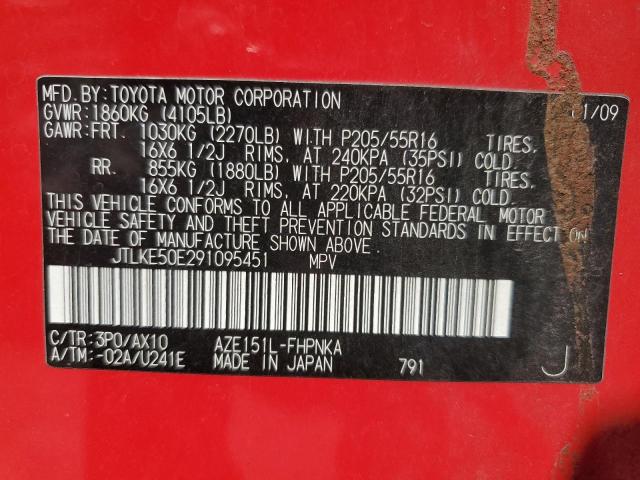 MFD.BY:TOYOTA MOTOR CORPORATION 1/09
GVWR:1860KG (4105LB)
GAWR:FRT. 1030KG (2270LB) WITH P205/55R16 TIRES,
16X6 1/2J RIMS, AT 240KPA (35PSI) COLD.
RR. 855KG (1880LB) WITH P205/55R16 TIRES,
16X6 1/2J RIMS, AT 220KPA (32PSI) COLD.
THIS VEHICLE CONFORMS TO ALL APPLICABLE FEDERAL MOTOR
VEHICLE SAFETY AND THEFT PREVENTION STANDARDS IN EFFECT ON
THE DATE OF MANUFACTURE SHOWN ABOVE.
JTLKE50E291095451 MPV
C/TR:3P0/AX10 AZE151L-FHPNKA
A/TM:-02A/U241E MADE IN JAPAN 791 J